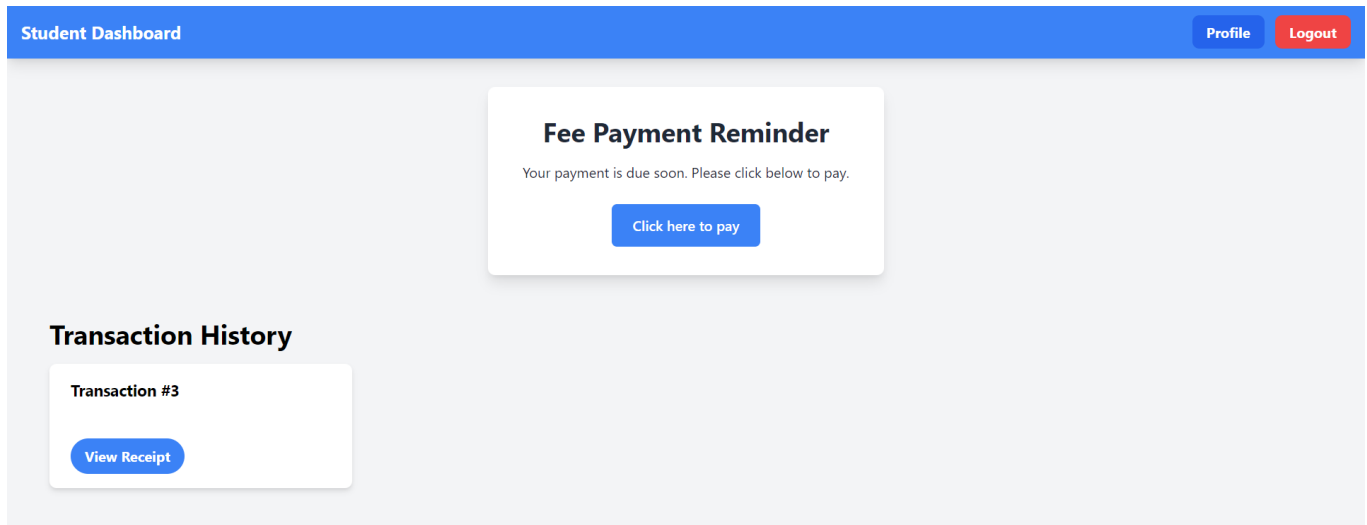 Student Dashboard
Profile
Logout
Fee Payment Reminder
Your payment is due soon. Please click below to pay.
Click here to pay
Transaction History
Transaction #3
View Receipt